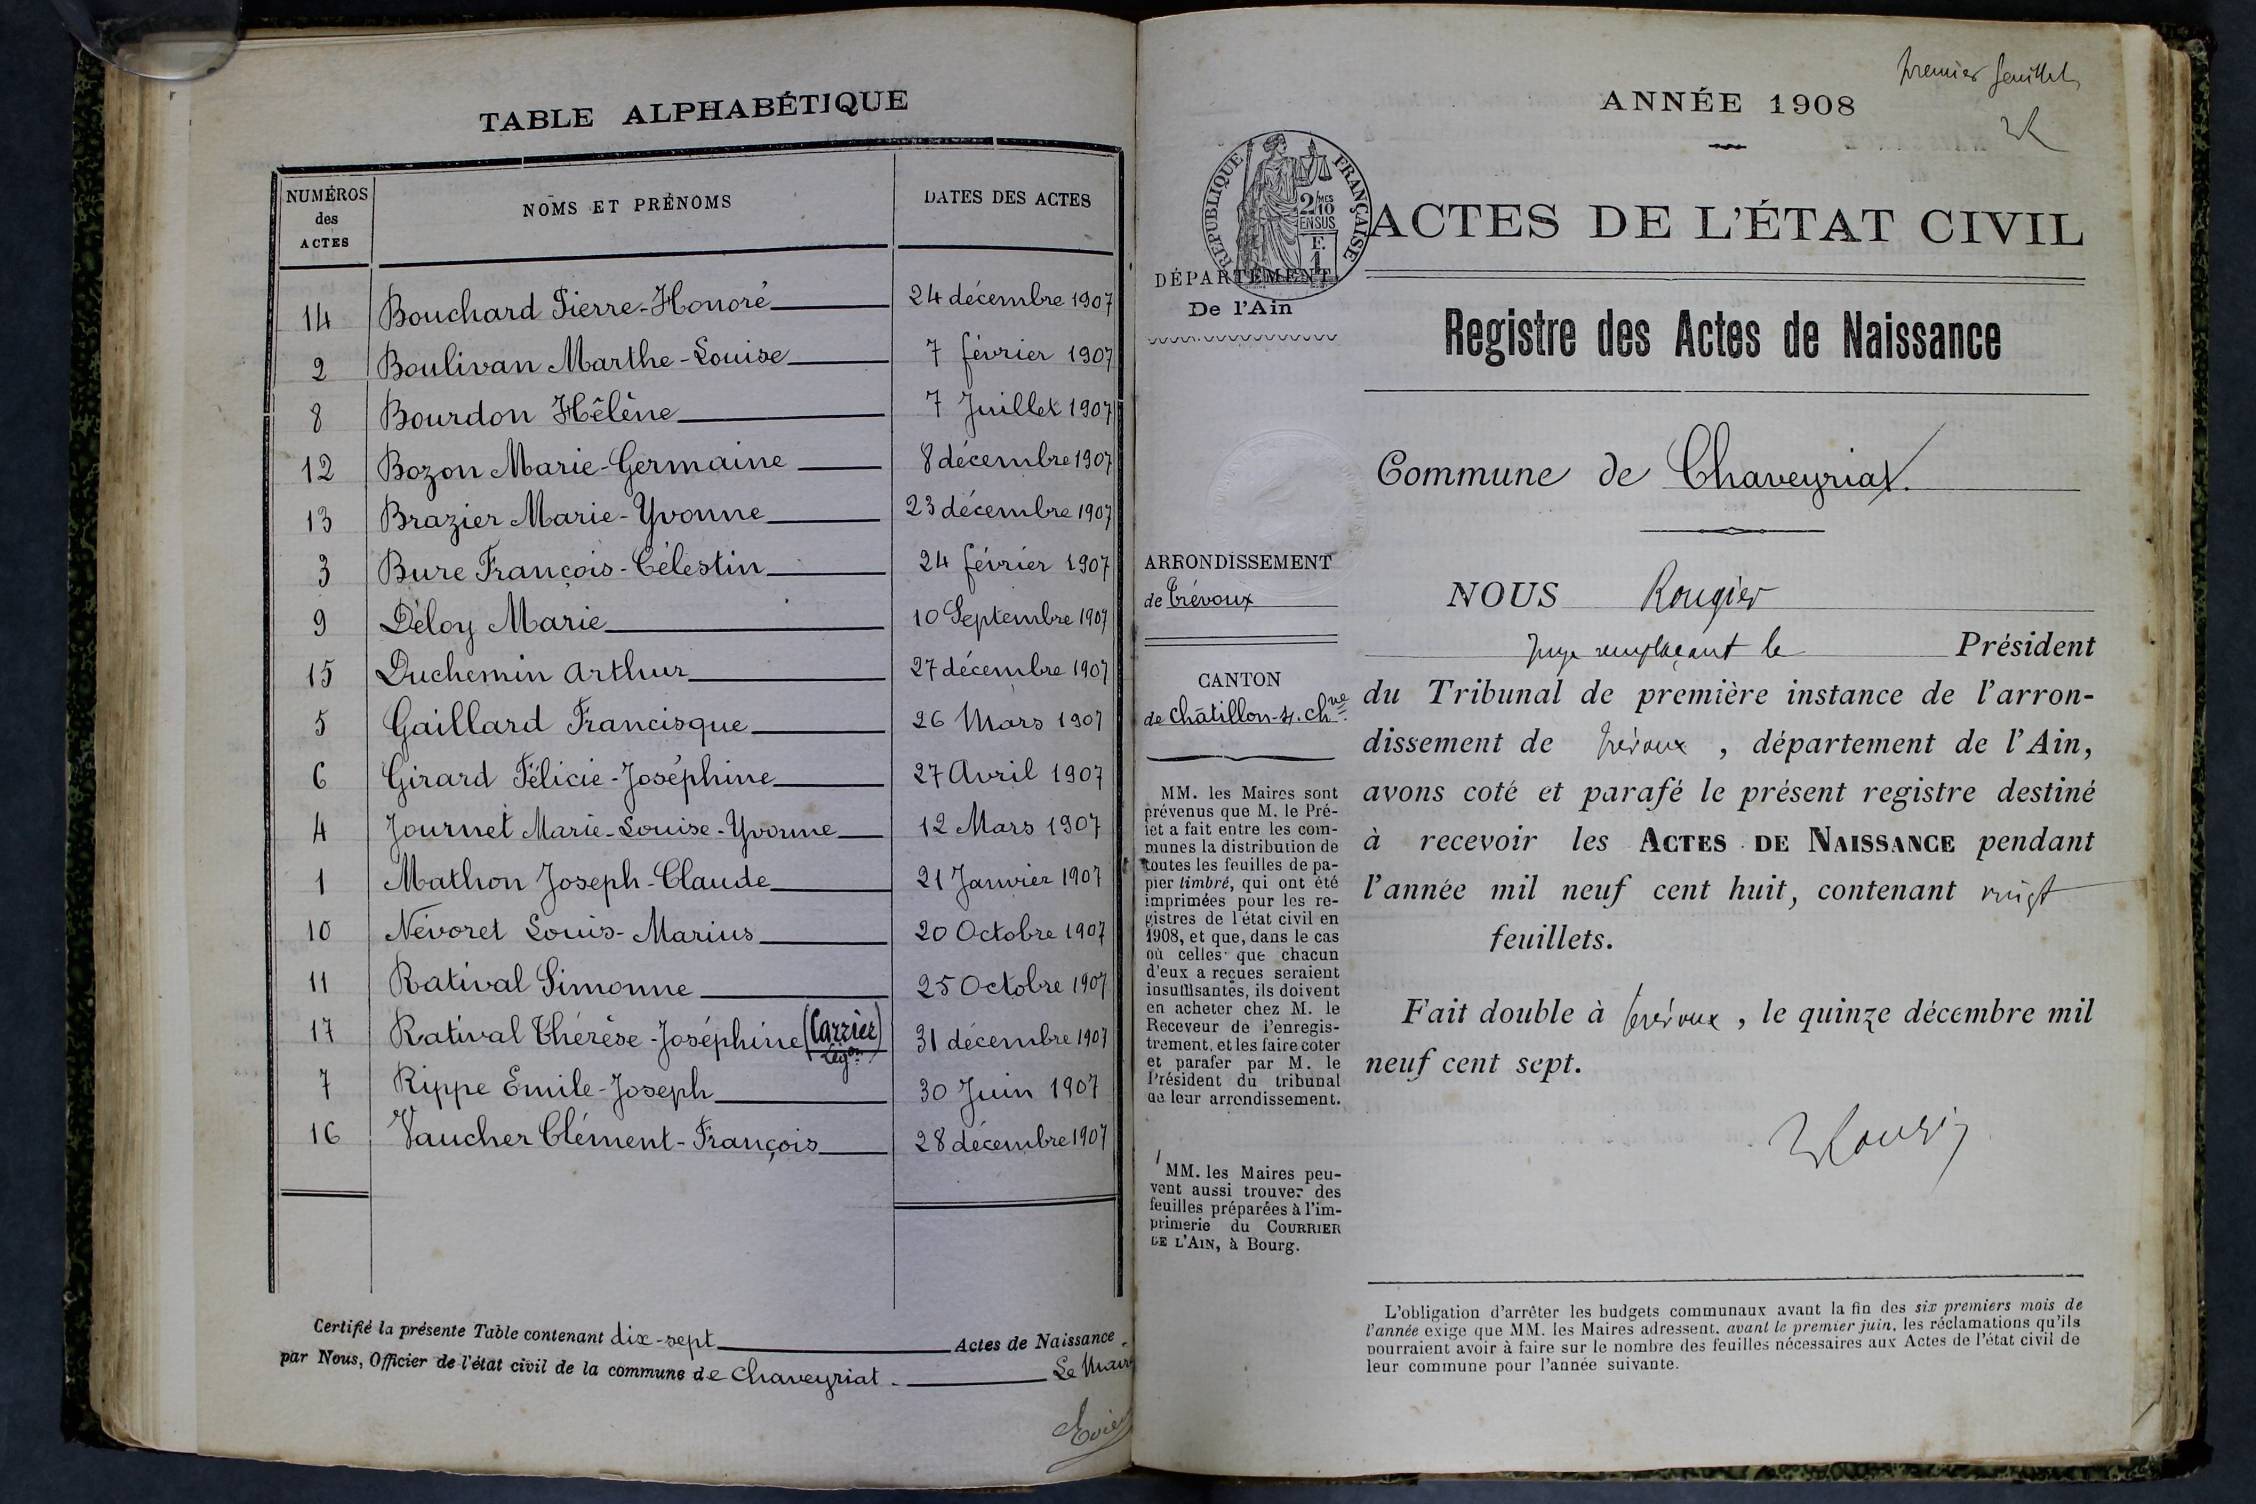 TABLE ALPHABÉTIQUE
NUMÉROS
des
ACTES
NOMS ET PRÉNOMS
DATES DES ACTES
14 Bouchard Pierre-Honoré 24 décembre 1907
2 Boulivan Marthe-Louise 7 février 1907
8 Bourdon Hélène 7 Juillet 1907
12 Bozon Marie-Germaine 8 décembre 1907
13 Brazier Marie-Yvonne 23 décembre 1907
3 Bure François-Célestin 24 février 1907
9 Déloy Marie 10 Septembre 1907
15 Duchemin Arthur 27 décembre 1907
5 Gaillard Francisque 26 Mars 1907
6 Girard Félicie-Joséphine 27 Avril 1907
4 Journet Marie-Louise-Yvonne 12 Mars 1907
1 Mathon Joseph-Claude 21 Janvier 1907
10 Névoret Louis-Marius 20 Octobre 1907
11 Ratival Simonne 25 Octobre 1907
17 Ratival Thérèse-Joséphine (Carrier) 31 décembre 1907
7 Rippe Emile-Joseph 30 Juin 1907
16 Vaucher Clément-François 28 décembre 1907
Certifié la présente Table contenant dix-sept Actes de Naissance
par Nous, Officier de l'état civil de la commune de Chaveyriat. Le Maire
premier feuillet
ANNÉE 1908
RÉPUBLIQUE FRANÇAISE
2/10 MES
EN SUS
F.
1
ACTES DE L'ÉTAT CIVIL
DÉPARTEMENT
De l'Ain
Registre des Actes de Naissance
Commune de Chaveyriat.
ARRONDISSEMENT
de Trévoux
CANTON
de Châtillon-s.-Ch.ne
MM. les Maires sont
prévenus que M. le Pré-
fet a fait entre les com-
munes la distribution de
toutes les feuilles de pa-
pier timbré, qui ont été
imprimées pour les re-
gistres de l'état civil en
1908, et que, dans le cas
où celles que chacun
d'eux a reçues seraient
insuffisantes, ils doivent
en acheter chez M. le
Receveur de l'enregis-
trement, et les faire coter
et parafer par M. le
Président du tribunal
de leur arrondissement.
MM. les Maires peu-
vent aussi trouver des
feuilles préparées à l'im-
primerie du COURRIER
DE L'AIN, à Bourg.
NOUS Rougier
Juge remplaçant le Président
du Tribunal de première instance de l'arron-
dissement de Trévoux, département de l'Ain,
avons coté et parafé le présent registre destiné
à recevoir les ACTES DE NAISSANCE pendant
l'année mil neuf cent huit, contenant vingt
feuillets.
Fait double à Trévoux, le quinze décembre mil
neuf cent sept.
L'obligation d'arrêter les budgets communaux avant la fin des six premiers mois de
l'année exige que MM. les Maires adressent, avant le premier juin, les réclamations qu'ils
pourraient avoir à faire sur le nombre des feuilles nécessaires aux Actes de l'état civil de
leur commune pour l'année suivante.